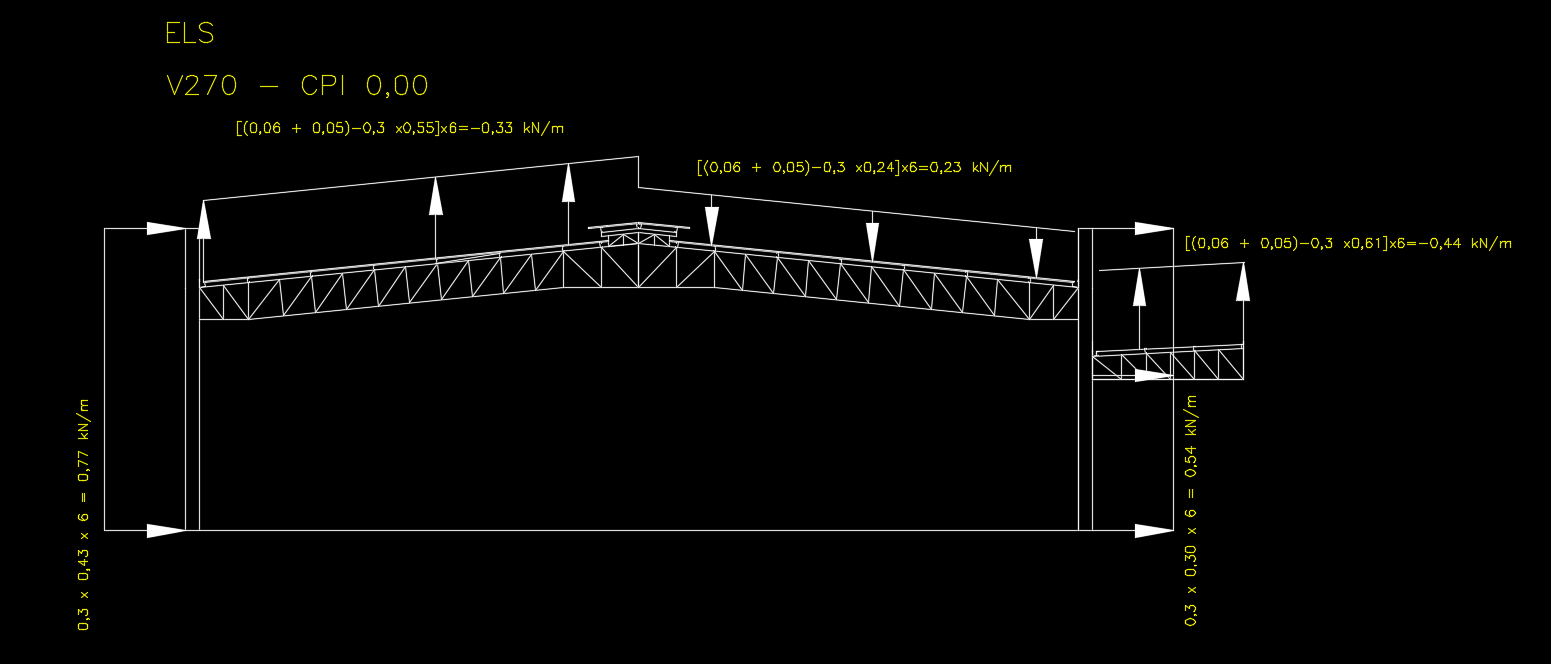 ELS
V270 – CPI 0,00
[(0,06 + 0,05)–0,3 x0,55]x6=–0,33 kN/m
[(0,06 + 0,05)–0,3 x0,24]x6=0,23 kN/m
[(0,06 + 0,05)–0,3 x0,61]x6=–0,44 kN/m
0,3 x 0,43 x 6 = 0,77 kN/m
0,3 x 0,30 x 6 = 0,54 kN/m